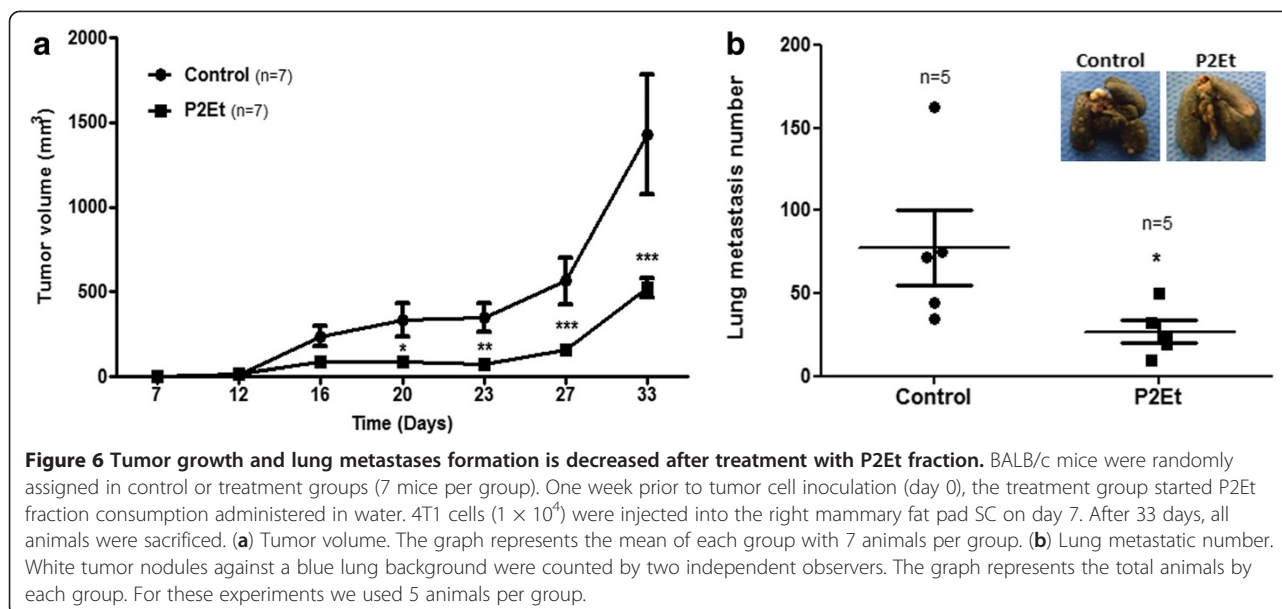 a
2000
1500
1000
500
0
Tumor volume (mm³)
Control (n=7)
P2Et (n=7)
*
**
***
***
7 12 16 20 23 27 33
Time (Days)
b
200
150
100
50
0
Lung metastasis number
n=5
Control P2Et
n=5
*
Control P2Et
Figure 6 Tumor growth and lung metastases formation is decreased after treatment with P2Et fraction. BALB/c mice were randomly
assigned in control or treatment groups (7 mice per group). One week prior to tumor cell inoculation (day 0), the treatment group started P2Et
fraction consumption administered in water. 4T1 cells (1 × 10⁴) were injected into the right mammary fat pad SC on day 7. After 33 days, all
animals were sacrificed. (a) Tumor volume. The graph represents the mean of each group with 7 animals per group. (b) Lung metastatic number.
White tumor nodules against a blue lung background were counted by two independent observers. The graph represents the total animals by
each group. For these experiments we used 5 animals per group.